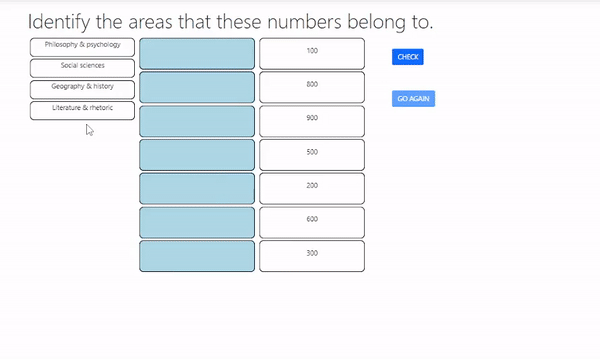 Identify the areas that these numbers belong to.
Philosophy & psychology
Social sciences
Geography & history
Literature & rhetoric
100
800
900
500
200
600
300
CHECK
GO AGAIN